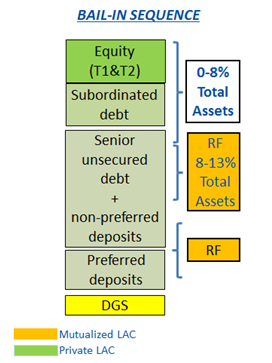 BAIL-IN SEQUENCE
Equity
(T1&T2)
Subordinated
debt
0-8%
Total
Assets
Senior
unsecured
debt
+
non-preferred
deposits
RF
8-13%
Total
Assets
Preferred
deposits
RF
DGS
Mutualized LAC
Private LAC